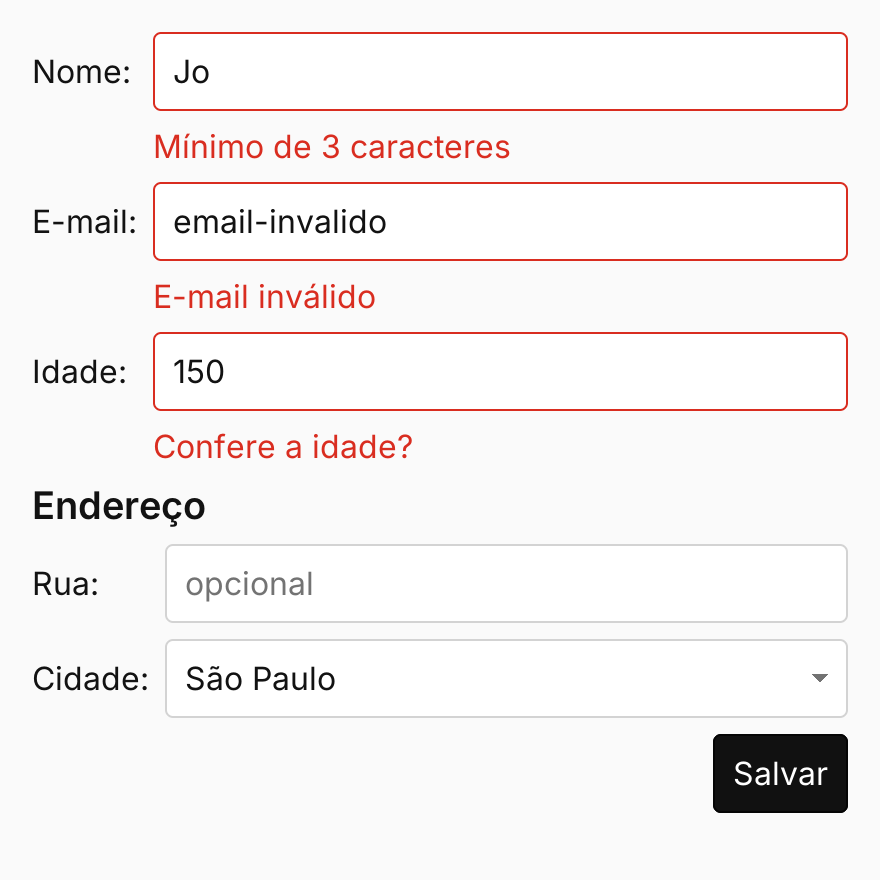 Nome: Jo
Mínimo de 3 caracteres
E-mail: email-invalido
E-mail inválido
Idade: 150
Confere a idade?
Endereço
Rua: opcional
Cidade: São Paulo
Salvar